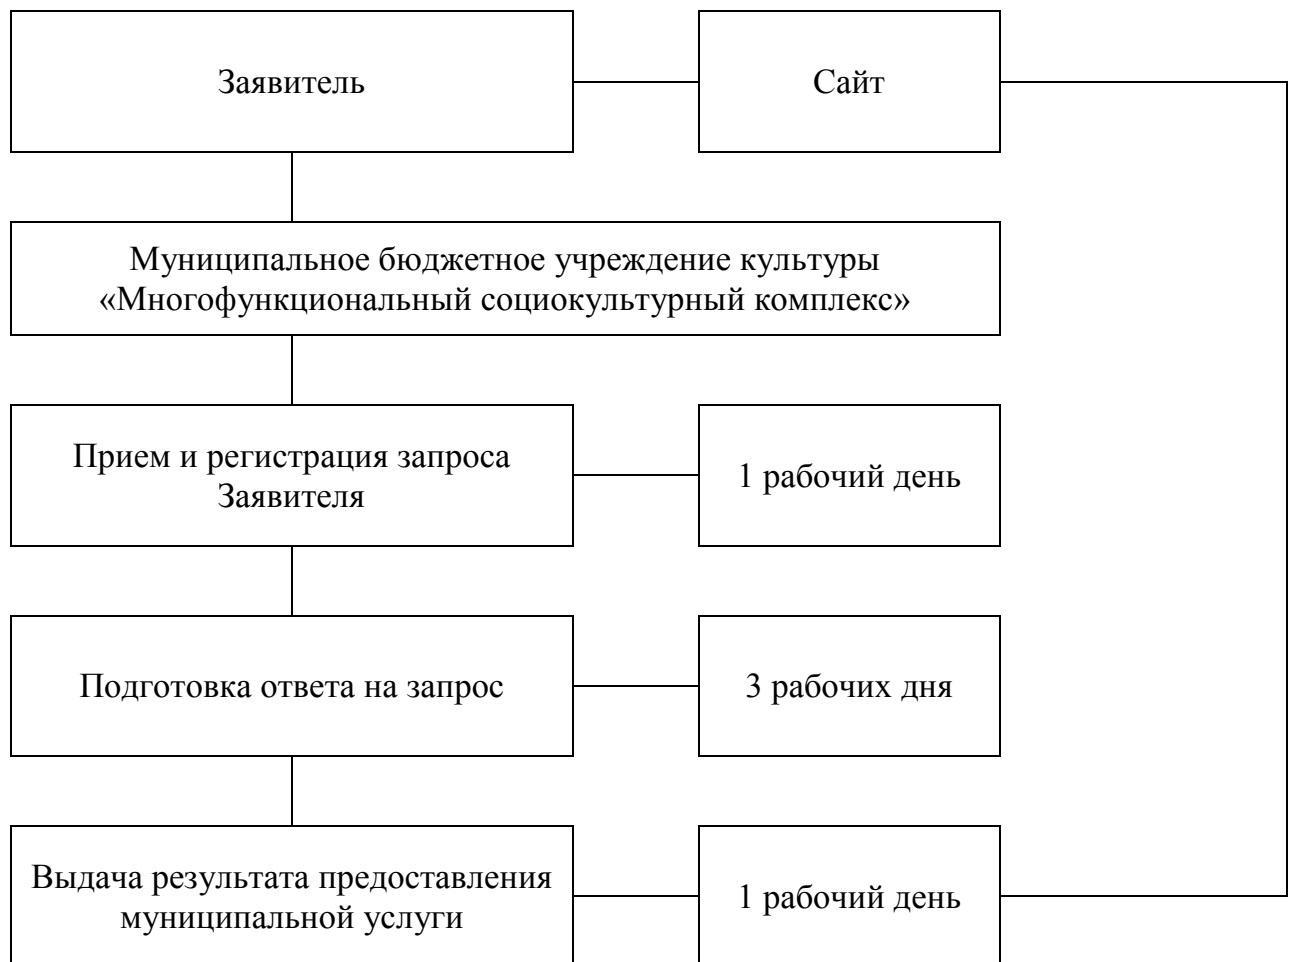 Заявитель
Сайт
Муниципальное бюджетное учреждение культуры
«Многофункциональный социокультурный комплекс»
Прием и регистрация запроса
Заявителя
1 рабочий день
Подготовка ответа на запрос
3 рабочих дня
Выдача результата предоставления
муниципальной услуги
1 рабочий день